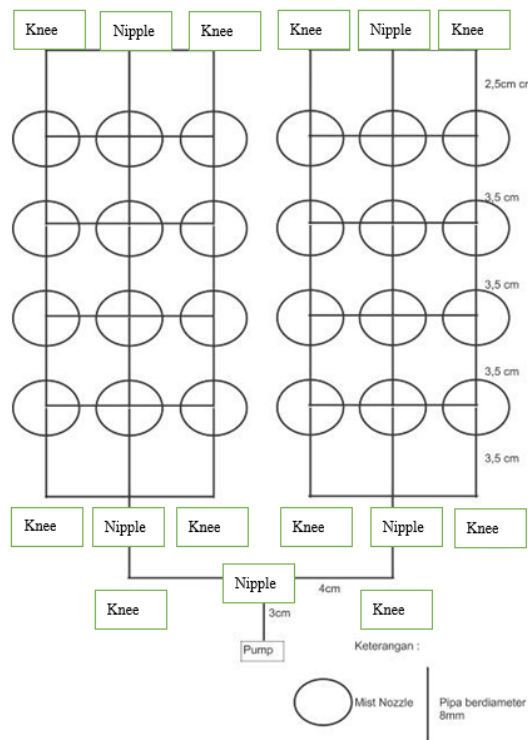 Knee Nipple Knee Knee Nipple Knee
2,5cm cm
3,5 cm
3,5 cm
3,5 cm
3,5 cm
Knee Nipple Knee Knee Nipple Knee
Nipple
4cm
Knee Knee
3cm
Pump
Keterangan :
Mist Nozzle
Pipa berdiameter
8mm